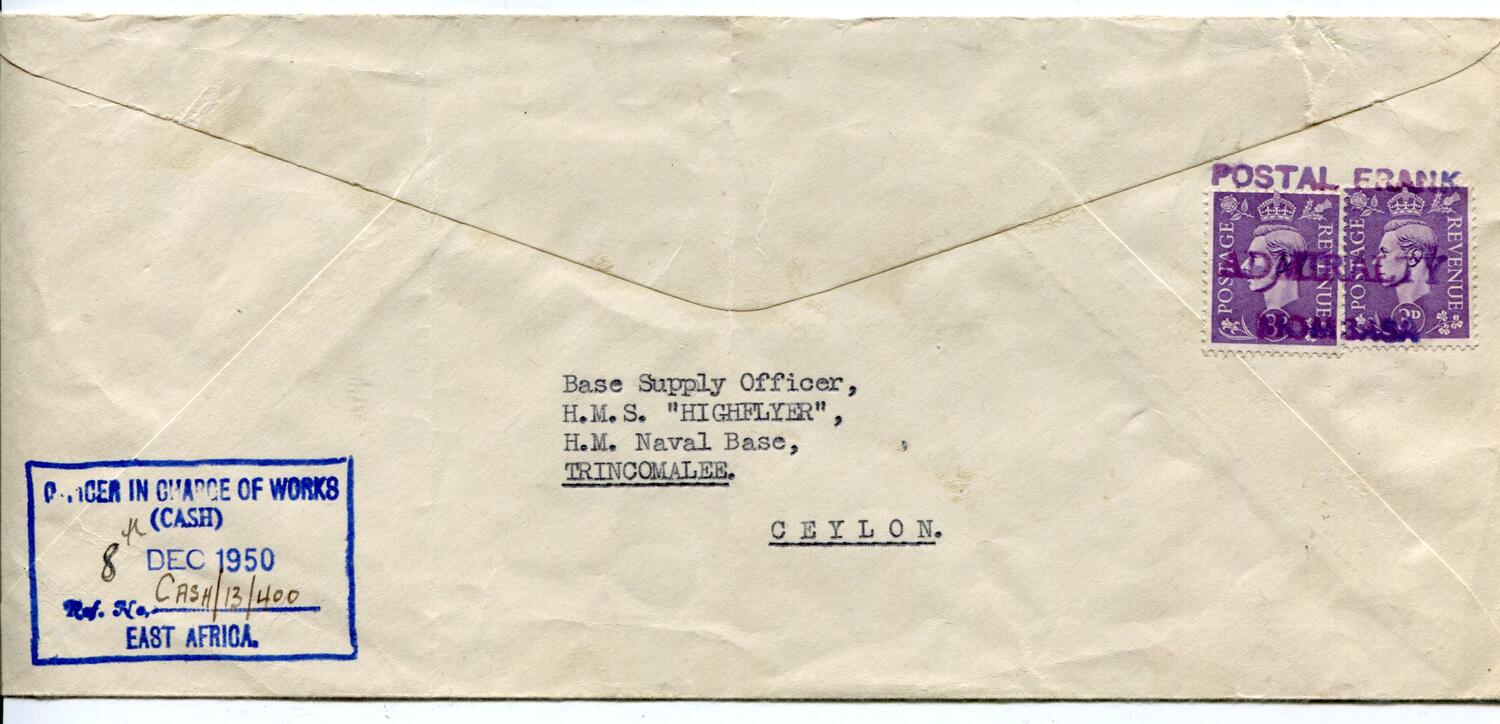 POSTAL FRANK
POSTAGE REVENUE POSTAGE REVENUE
ADMIRALTY
3D 3D
MOMBASA
Base Supply Officer,
H.M.S. "HIGHFLYER",
H.M. Naval Base,
TRINCOMALEE.
CEYLON.
OFFICER IN CHARGE OF WORKS
(CASH)
8th DEC 1950
Ref. No. CASH/13/400
EAST AFRICA.